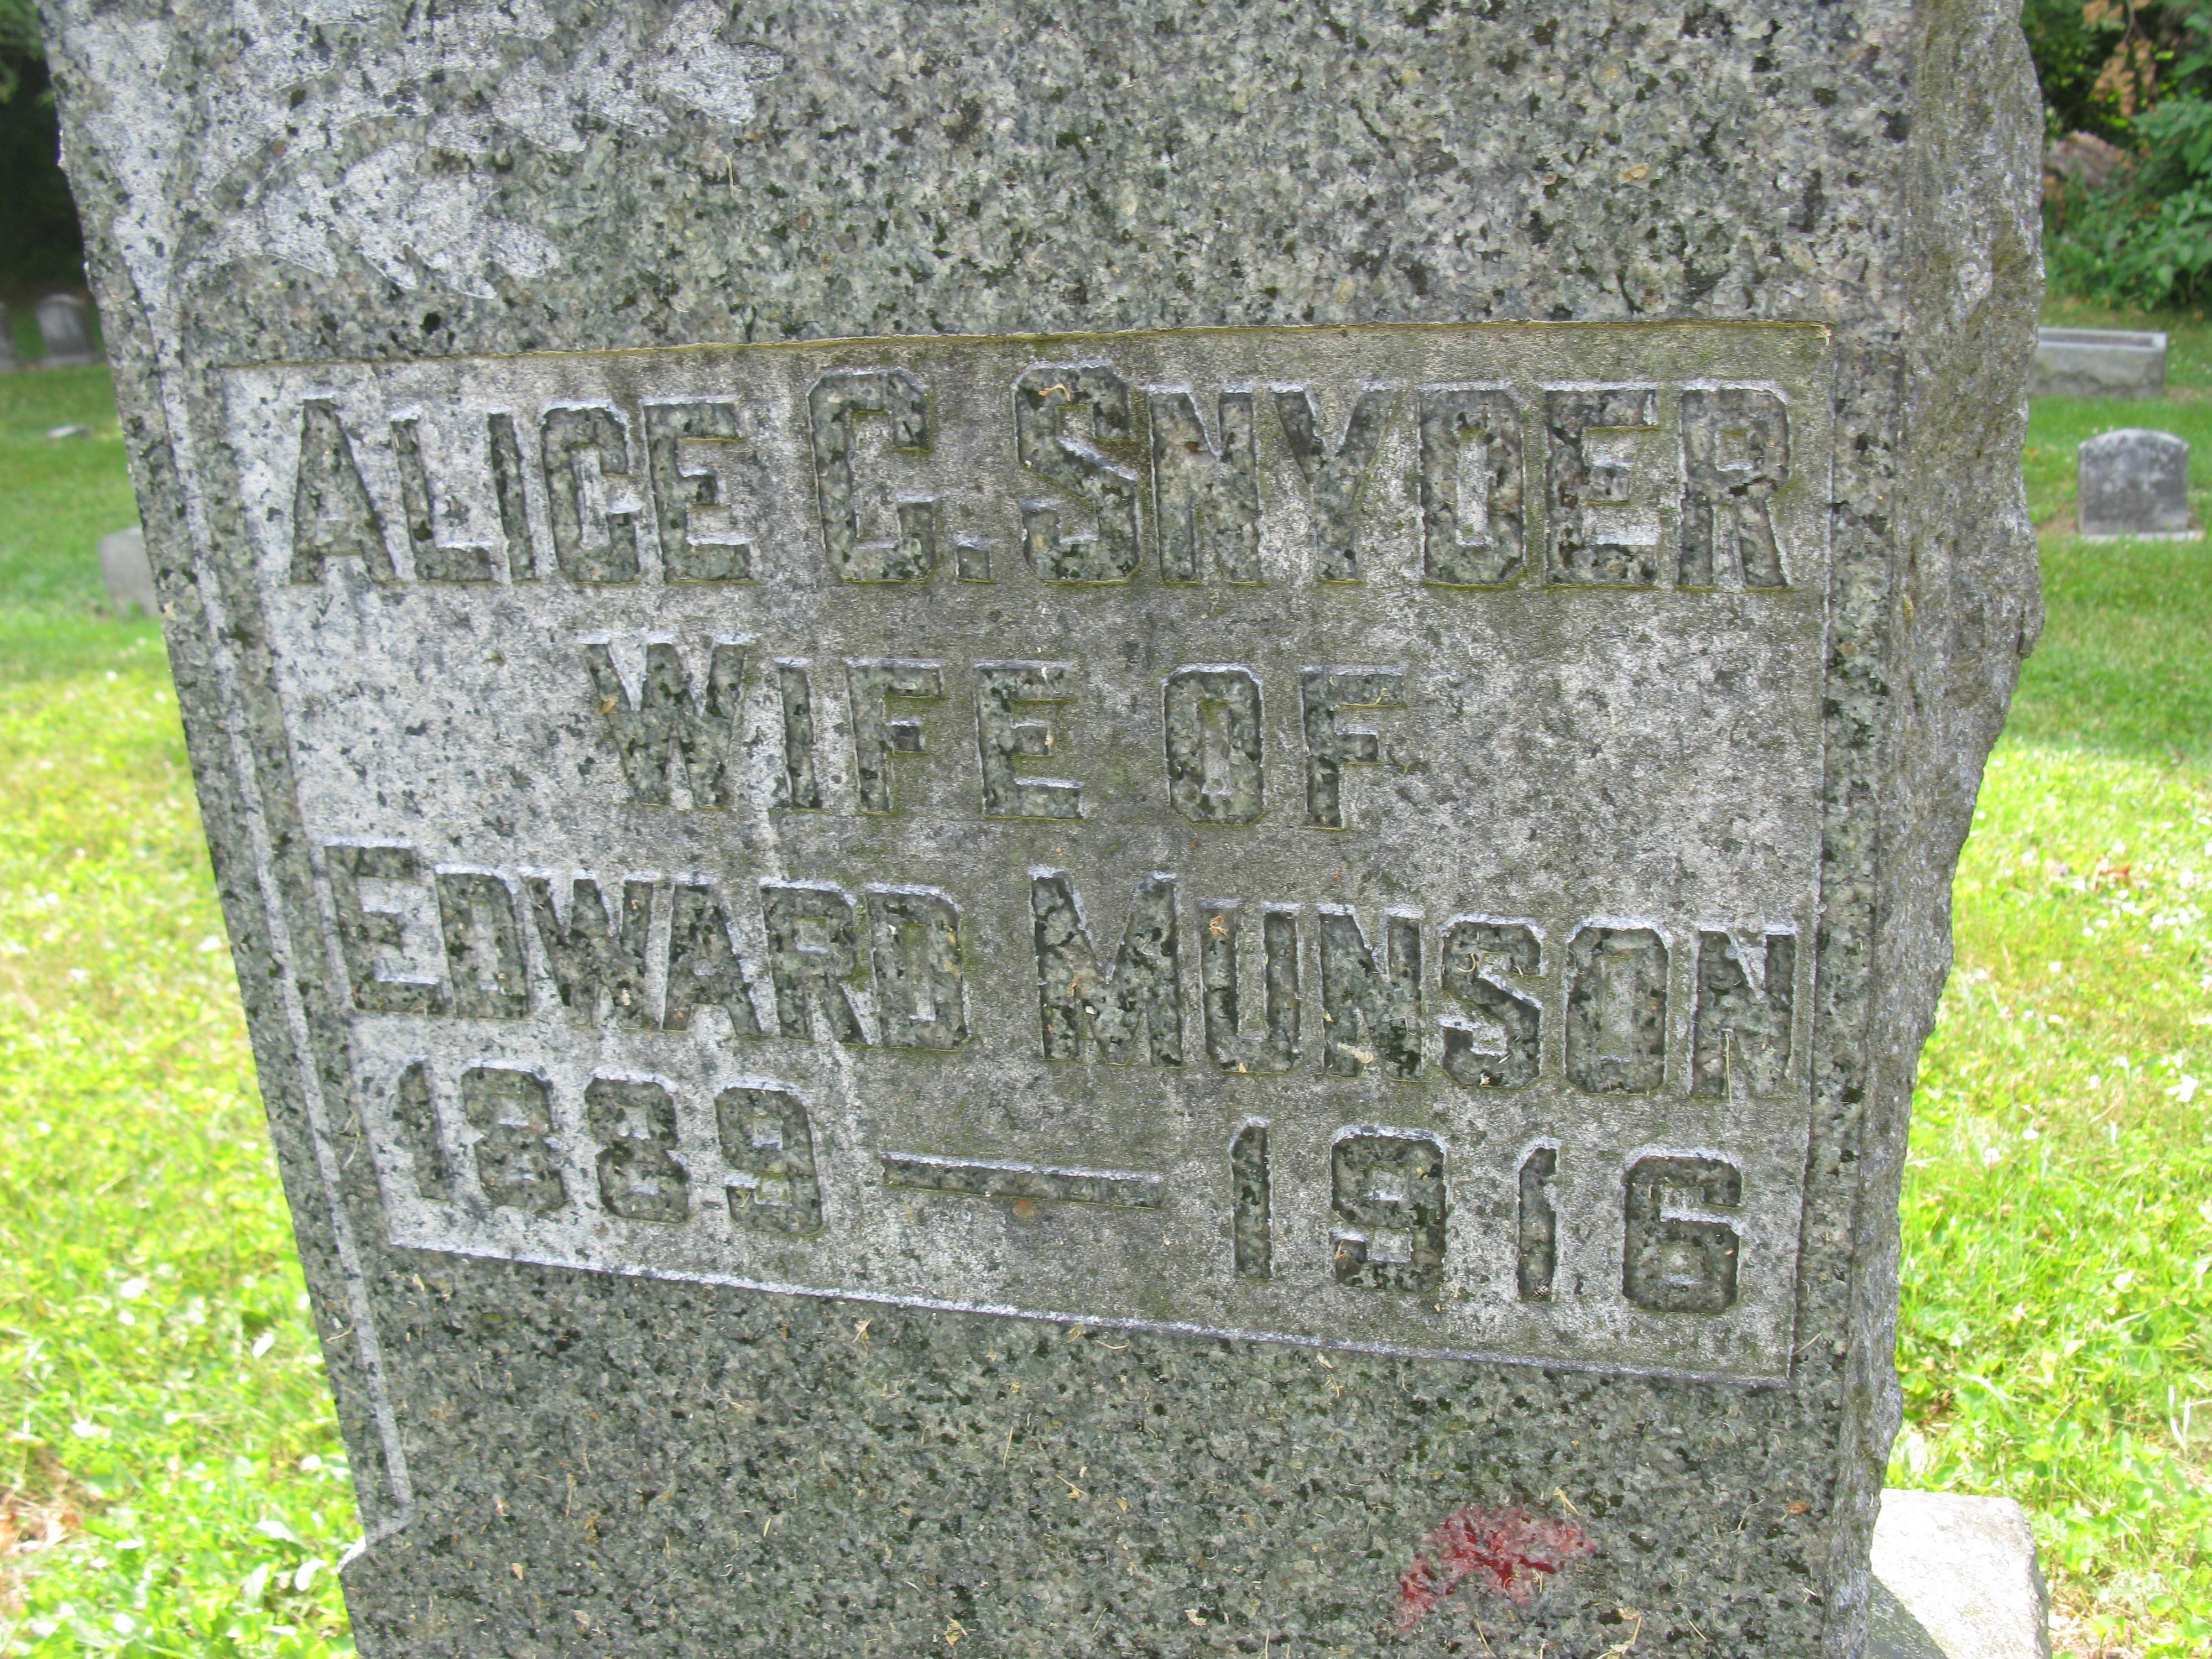 ALICE C. SNYDER
WIFE OF
EDWARD MUNSON
1889 — 1916